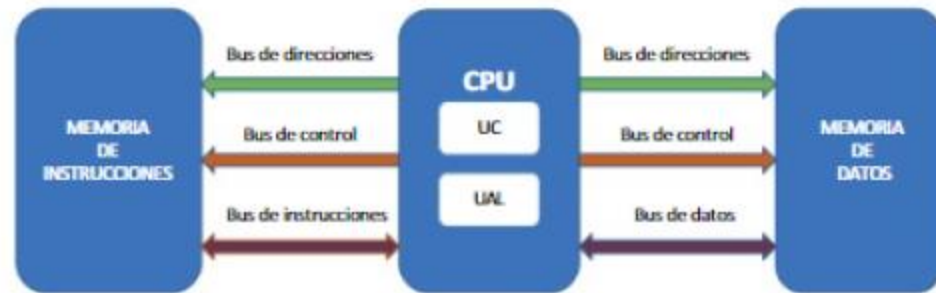 MEMORIA
DE
INSTRUCCIONES
Bus de direcciones
Bus de control
Bus de instrucciones
CPU
UC
UAL
Bus de direcciones
Bus de control
Bus de datos
MEMORIA
DE
DATOS